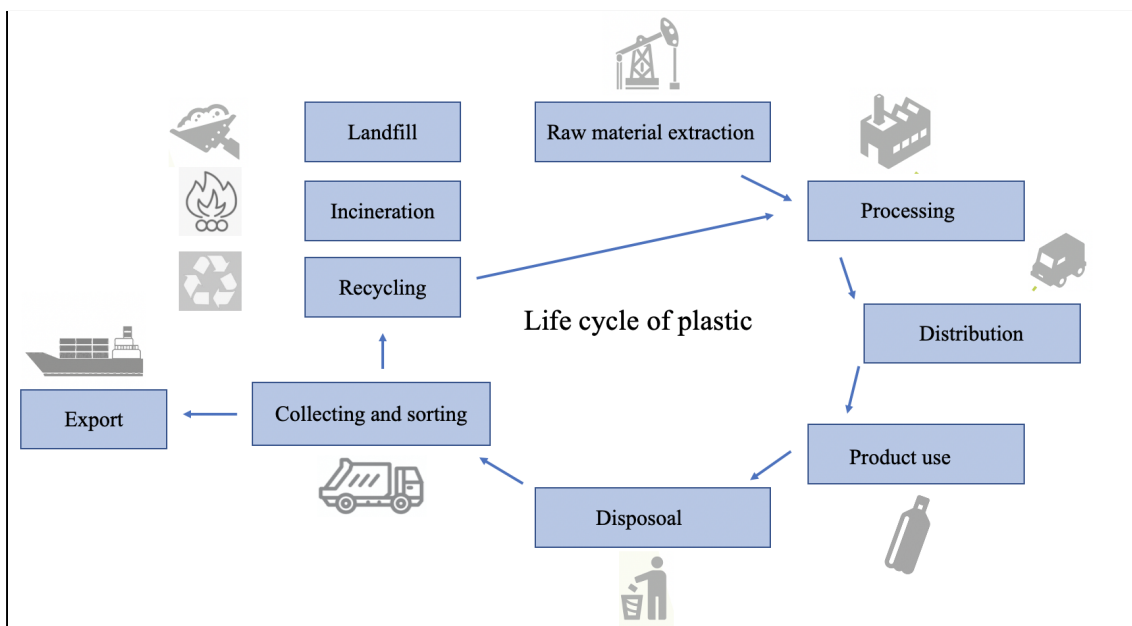 Landfill
Raw material extraction
Incineration
Processing
Recycling
Life cycle of plastic
Distribution
Export
Collecting and sorting
Product use
Disposoal